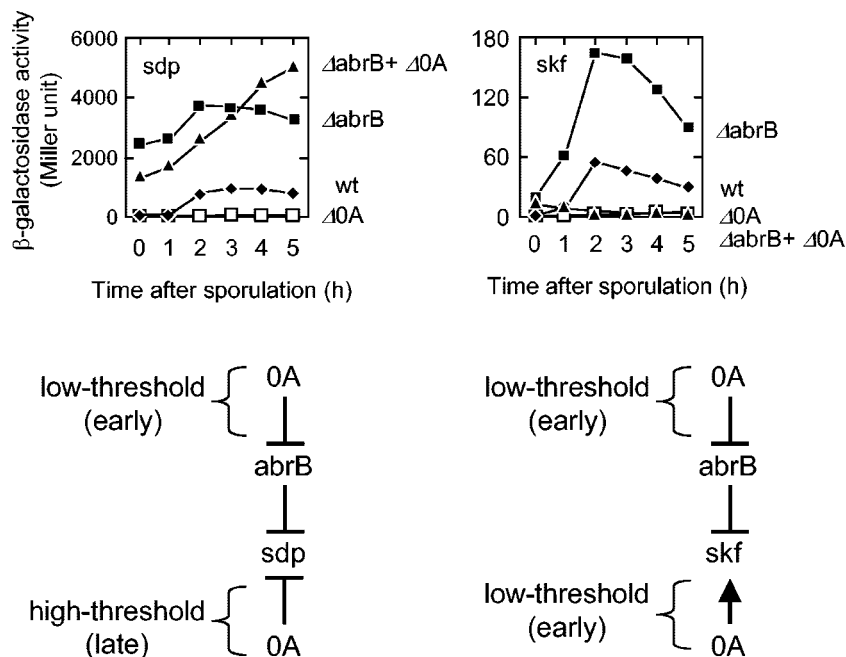 β-galactosidase activity
(Miller unit)
6000
4000
2000
0
sdp
ΔabrB+ Δ0A
ΔabrB
wt
Δ0A
0 1 2 3 4 5
Time after sporulation (h)
180
120
60
0
skf
ΔabrB
wt
Δ0A
ΔabrB+ Δ0A
0 1 2 3 4 5
Time after sporulation (h)
low-threshold
(early)
0A
abrB
sdp
high-threshold
(late)
0A
low-threshold
(early)
0A
abrB
skf
low-threshold
(early)
0A